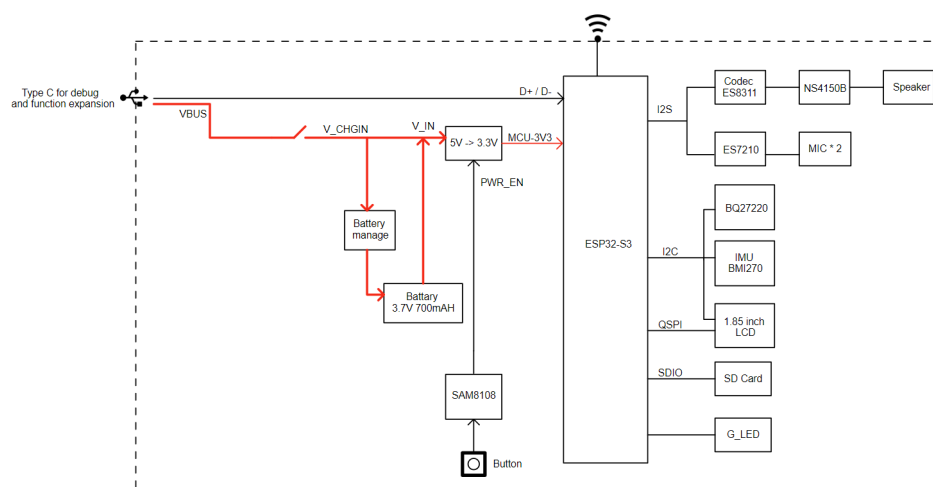 Type C for debug
and function expansion
VBUS
D+ / D-
V_CHGIN
V_IN
5V -> 3.3V
MCU-3V3
PWR_EN
Battery
manage
Battary
3.7V 700mAH
SAM8108
Button
ESP32-S3
I2S
Codec
ES8311
NS4150B
Speaker
ES7210
MIC * 2
I2C
BQ27220
IMU
BMI270
QSPI
1.85 inch
LCD
SDIO
SD Card
G_LED